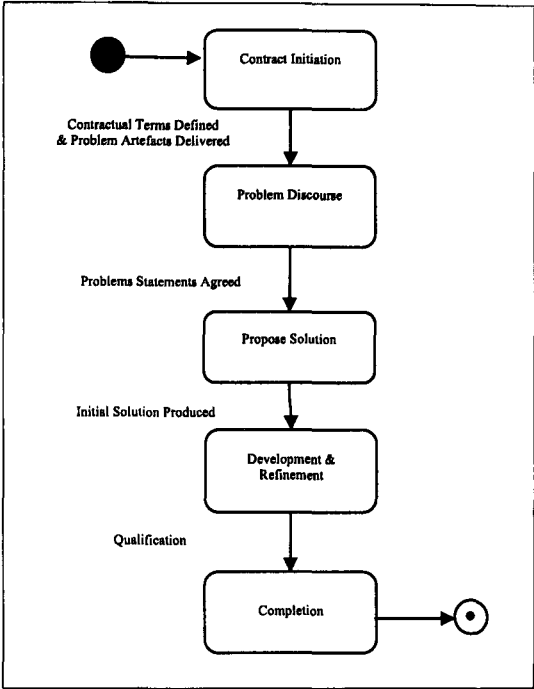 Contract Initiation
Contractual Terms Defined
& Problem Artefacts Delivered
Problem Discourse
Problems Statements Agreed
Propose Solution
Initial Solution Produced
Development &
Refinement
Qualification
Completion